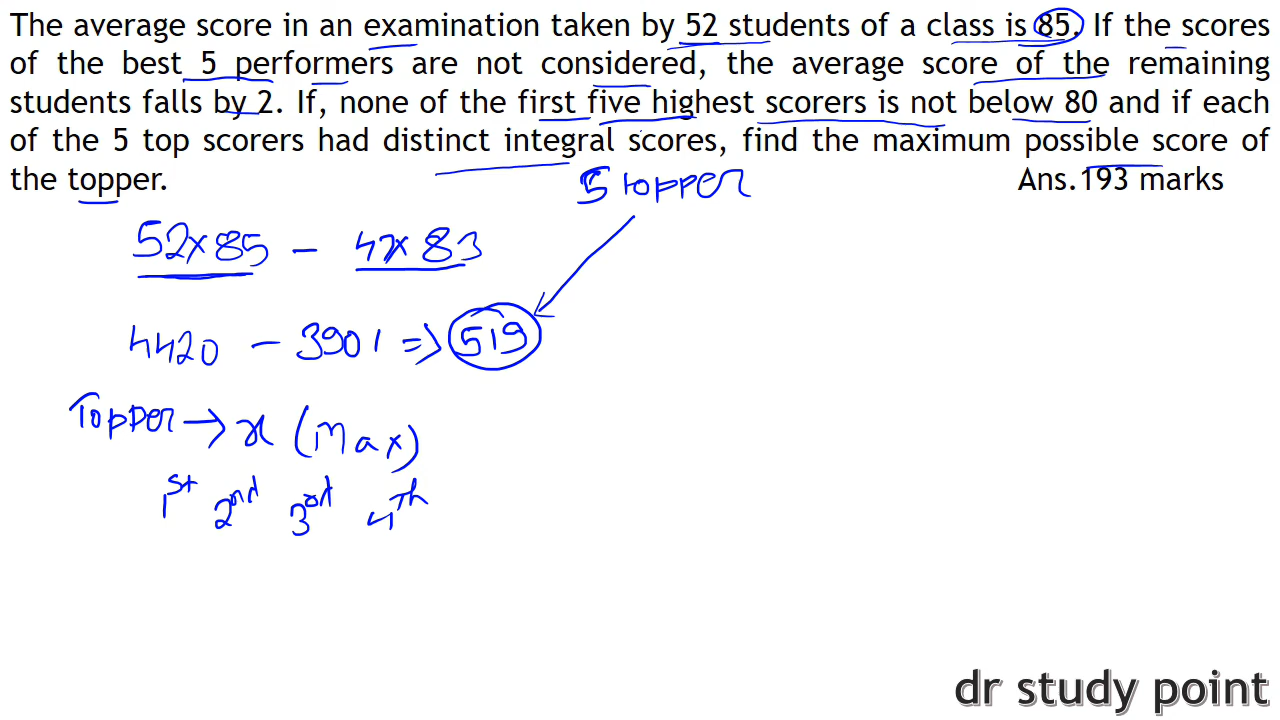 The average score in an examination taken by 52 students of a class is 85. If the scores
of the best 5 performers are not considered, the average score of the remaining
students falls by 2. If, none of the first five highest scorers is not below 80 and if each
of the 5 top scorers had distinct integral scores, find the maximum possible score of
the topper. Ans.193 marks
5 topper
52×85 - 47×83
4420 - 3901 ⇒ 519
Topper → x (Max)
1st 2nd 3rd 4th
dr study point